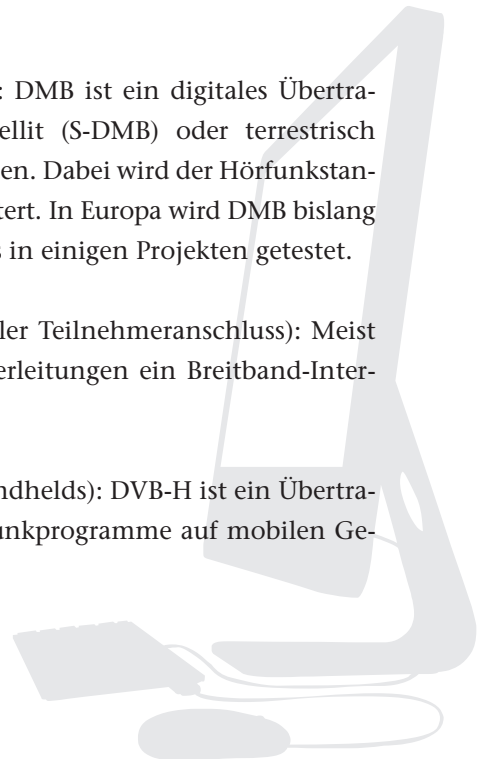 : DMB ist ein digitales Übertra-
ellit (S-DMB) oder terrestrisch
en. Dabei wird der Hörfunkstan-
tert. In Europa wird DMB bislang
s in einigen Projekten getestet.
ler Teilnehmeranschluss): Meist
erleitungen ein Breitband-Inter-
ndhelds): DVB-H ist ein Übertra-
unkprogramme auf mobilen Ge-